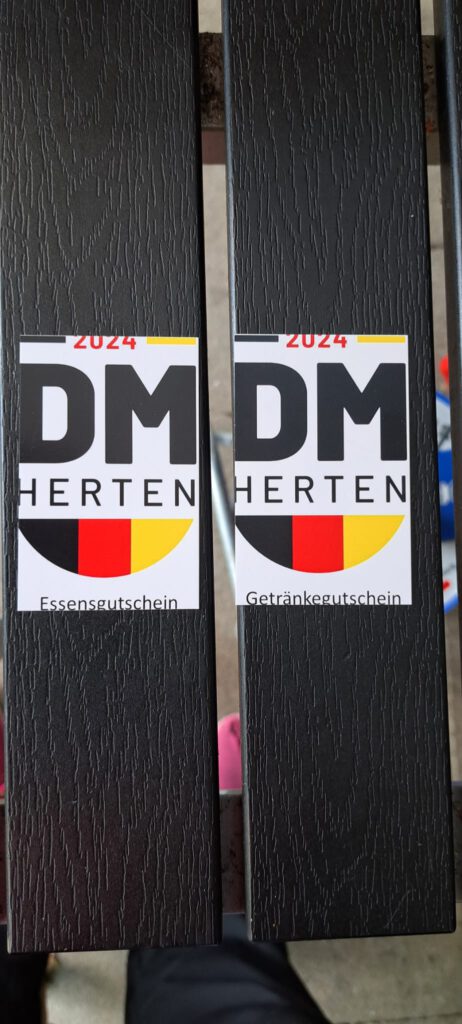 2024
DM
HERTEN
Essensgutschein
2024
DM
HERTEN
Getränkegutschein